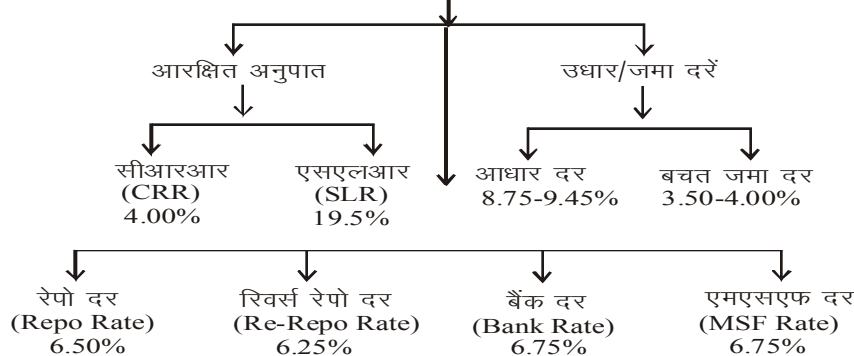 आरक्षित अनुपात
उधार/जमा दरें
सीआरआर
(CRR)
4.00%
एसएलआर
(SLR)
19.5%
आधार दर
8.75-9.45%
बचत जमा दर
3.50-4.00%
रेपो दर
(Repo Rate)
6.50%
रिवर्स रेपो दर
(Re-Repo Rate)
6.25%
बैंक दर
(Bank Rate)
6.75%
एमएसएफ दर
(MSF Rate)
6.75%